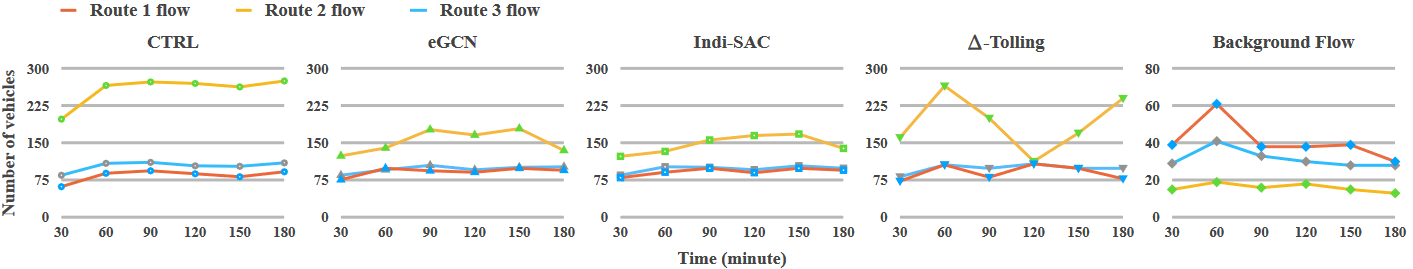 Route 1 flow Route 2 flow Route 3 flow
CTRL eGCN Indi-SAC Δ-Tolling Background Flow
Number of vehicles
300 300 300 300 80
225 225 225 225 60
150 150 150 150 40
75 75 75 75 20
0 0 0 0 0
30 60 90 120 150 180 30 60 90 120 150 180 30 60 90 120 150 180 30 60 90 120 150 180 30 60 90 120 150 180
Time (minute)